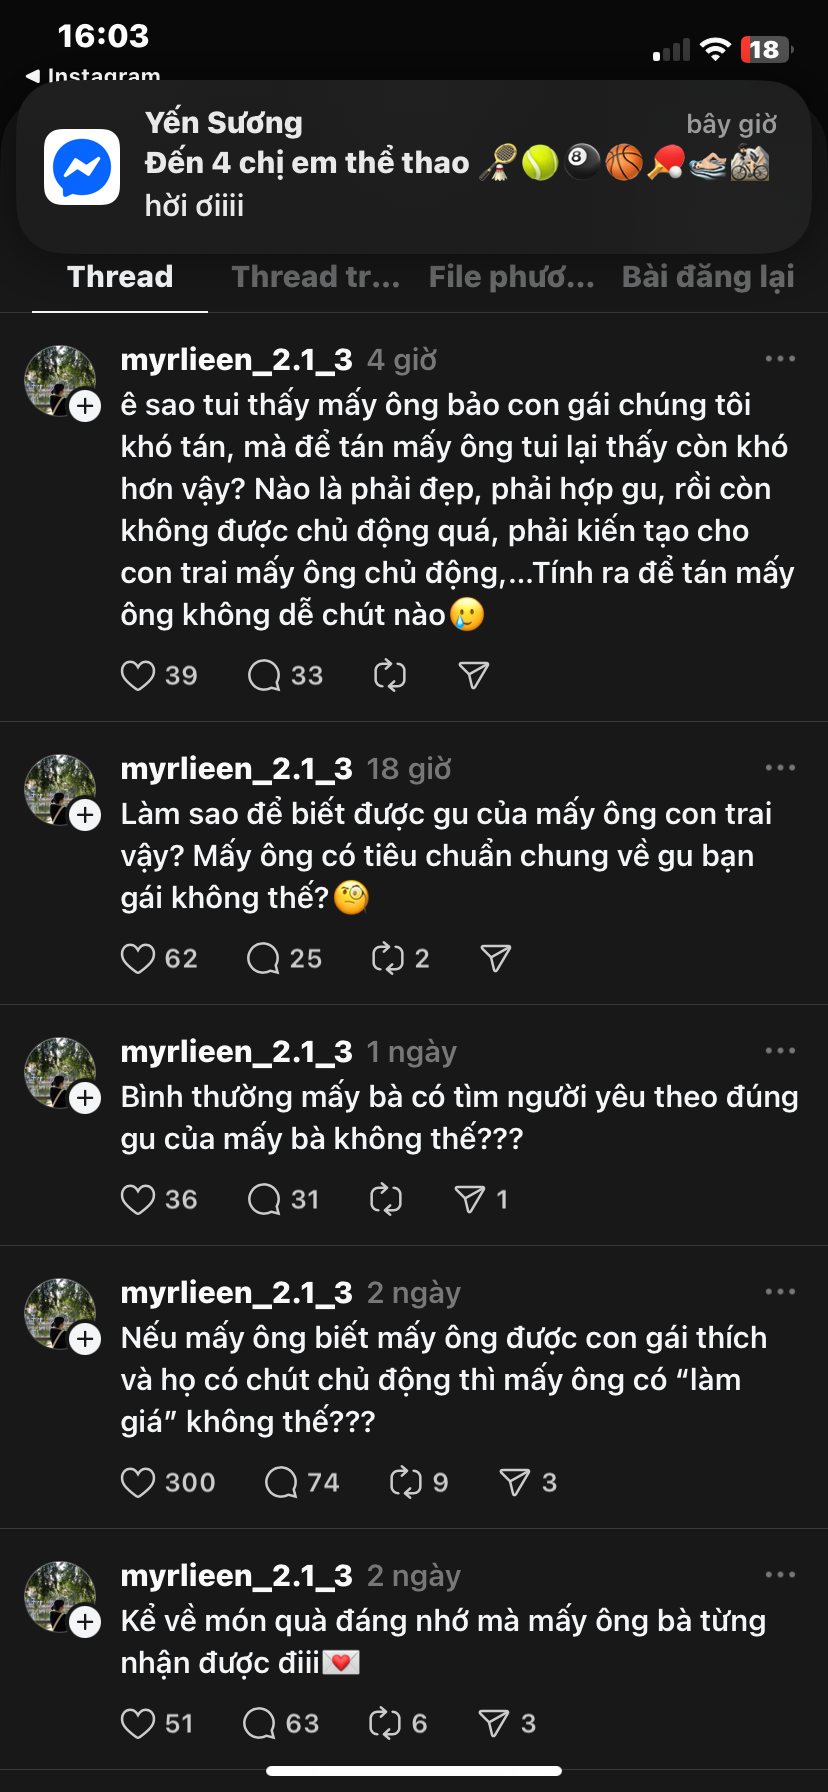 16:03
18
◀ Instagram
Yến Sương
bây giờ
Đến 4 chị em thể thao 🏸🎾🎱🏀🏓🏊🚵
hời ơiiii
Thread
Thread tr...
File phươ...
Bài đăng lại
myrlieen_2.1_3 4 giờ
ê sao tui thấy mấy ông bảo con gái chúng tôi
khó tán, mà để tán mấy ông tui lại thấy còn khó
hơn vậy? Nào là phải đẹp, phải hợp gu, rồi còn
không được chủ động quá, phải kiến tạo cho
con trai mấy ông chủ động,...Tính ra để tán mấy
ông không dễ chút nào🥲
39 33
myrlieen_2.1_3 18 giờ
Làm sao để biết được gu của mấy ông con trai
vậy? Mấy ông có tiêu chuẩn chung về gu bạn
gái không thế?🧐
62 25 2
myrlieen_2.1_3 1 ngày
Bình thường mấy bà có tìm người yêu theo đúng
gu của mấy bà không thế???
36 31 1
myrlieen_2.1_3 2 ngày
Nếu mấy ông biết mấy ông được con gái thích
và họ có chút chủ động thì mấy ông có “làm
giá” không thế???
300 74 9 3
myrlieen_2.1_3 2 ngày
Kể về món quà đáng nhớ mà mấy ông bà từng
nhận được điii💌
51 63 6 3